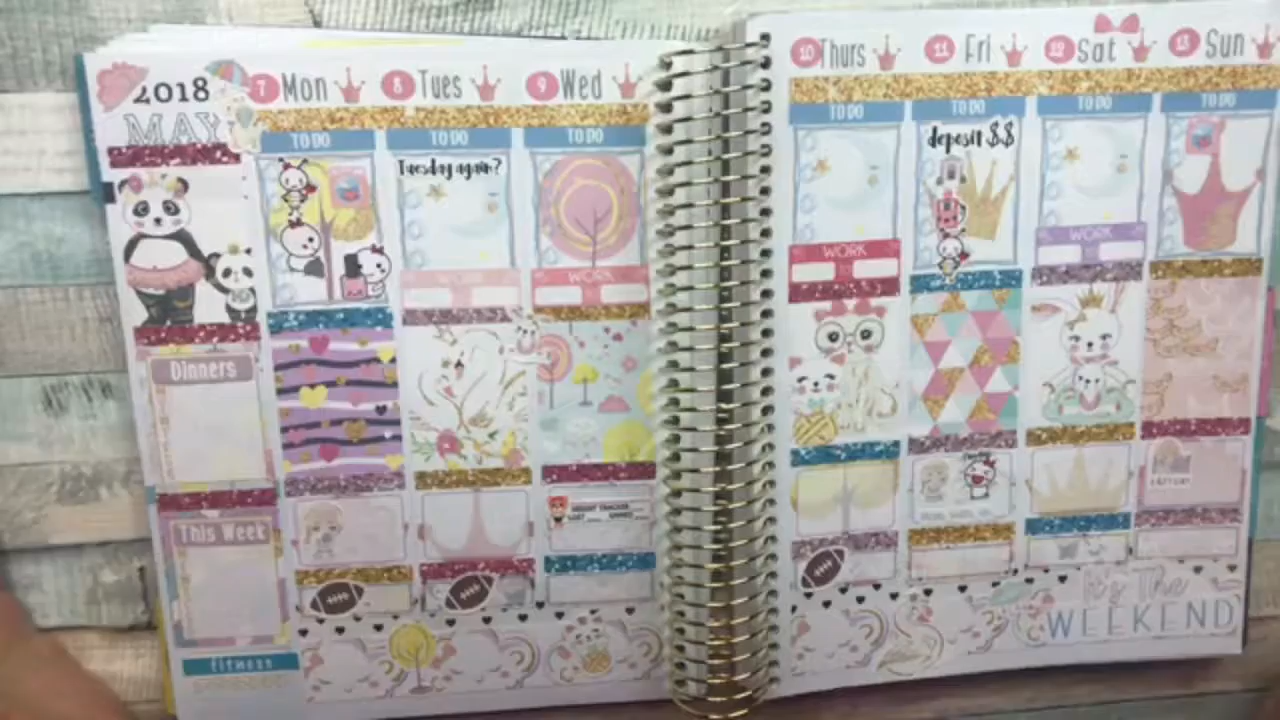 2018
MAY
7 Mon
8 Tues
9 Wed
10 Thurs
11 Fri
12 Sat
13 Sun
TO DO
TO DO
TO DO
TO DO
TO DO
TO DO
TO DO
Tuesday again?
deposit $$
WORK
WORK
WORK
Dinners
This Week
fitness
It's The
WEEKEND